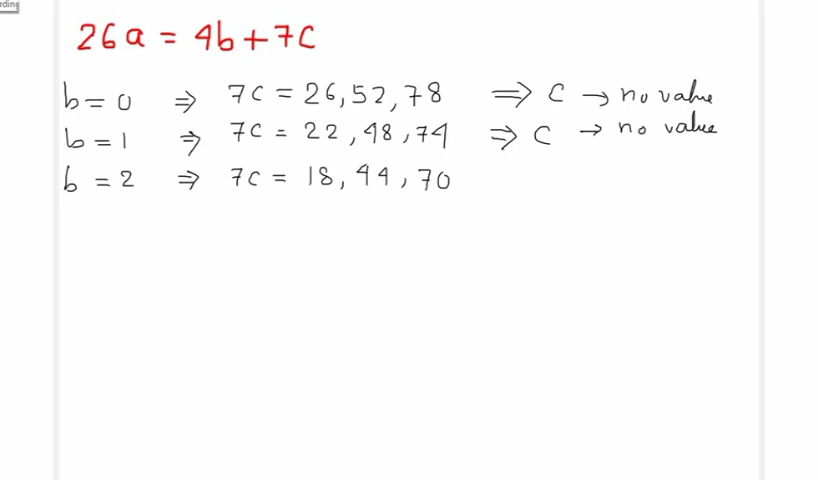 rding
26a = 4b+7c
b = 0 ⇒ 7c = 26, 52, 78 ⇒ c → no value
b = 1 ⇒ 7c = 22, 48, 74 ⇒ c → no value
b = 2 ⇒ 7c = 18, 44, 70